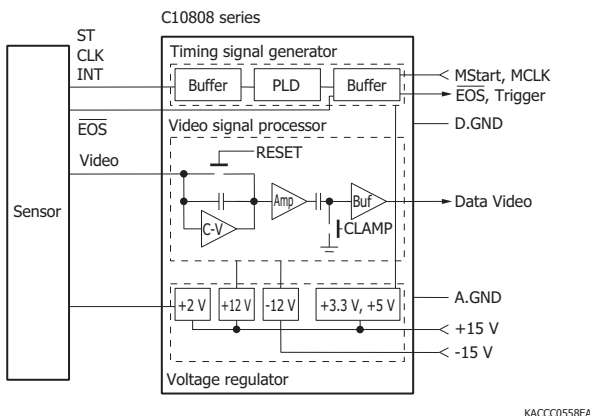 C10808 series
ST
CLK
INT
Timing signal generator
Buffer
PLD
Buffer
MStart, MCLK
EOS, Trigger
D.GND
EOS
Video signal processor
Video
RESET
Sensor
C-V
Amp
Buf
Data Video
CLAMP
+2 V
+12 V
-12 V
+3.3 V, +5 V
A.GND
+15 V
-15 V
Voltage regulator
KACCC0558EA